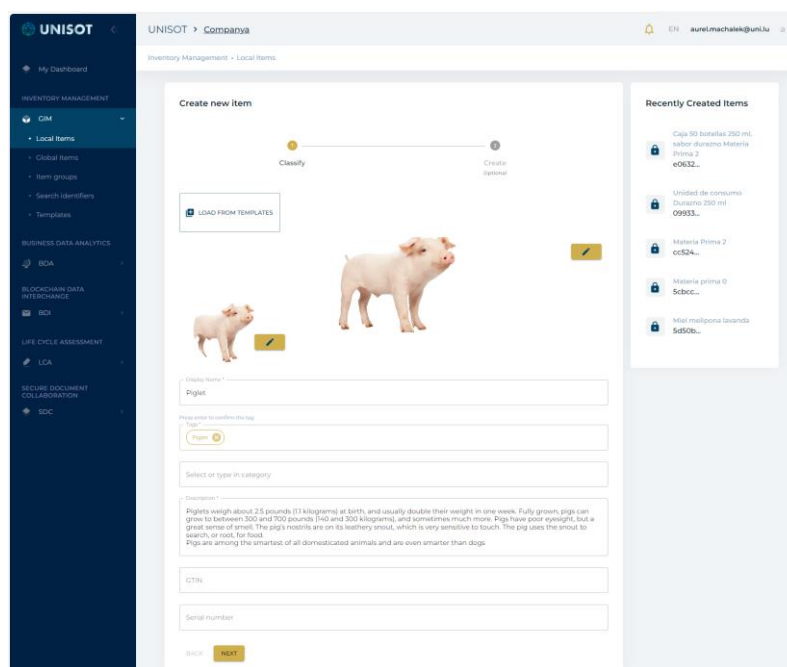 UNISOT
UNISOT > Companya
EN
aurel.machalek@uni.lu
My Dashboard
Inventory Management • Local Items
INVENTORY MANAGEMENT
GIM
• Local Items
• Global Items
• Item groups
• Search Identifiers
• Templates
BUSINESS DATA ANALYTICS
BDA
BLOCKCHAIN DATA
INTERCHANGE
BDI
LIFE CYCLE ASSESSMENT
LCA
SECURE DOCUMENT
COLLABORATION
SDC
Create new item
1
Classify
2
Create
Optional
LOAD FROM TEMPLATES
Display Name *
Piglet
Press enter to confirm the tag
Tags *
Piglet
Select or type in category
Description *
Piglets weigh about 2.5 pounds (1.1 kilograms) at birth, and usually double their weight in one week. Fully grown, pigs can
grow to between 300 and 700 pounds (140 and 300 kilograms), and sometimes much more. Pigs have poor eyesight, but a
great sense of smell. The pig's nostrils are on its leathery snout, which is very sensitive to touch. The pig uses the snout to
search, or root, for food.
Pigs are among the smartest of all domesticated animals and are even smarter than dogs
GTIN
Serial number
BACK
NEXT
Recently Created Items
Caja 50 botellas 250 ml,
sabor durazno Materia
Prima 2
e0632...
Unidad de consumo
Durazno 250 ml
09933...
Materia Prima 2
cc524...
Materia prima 0
5cbcc...
Miel melipona lavanda
5d50b...